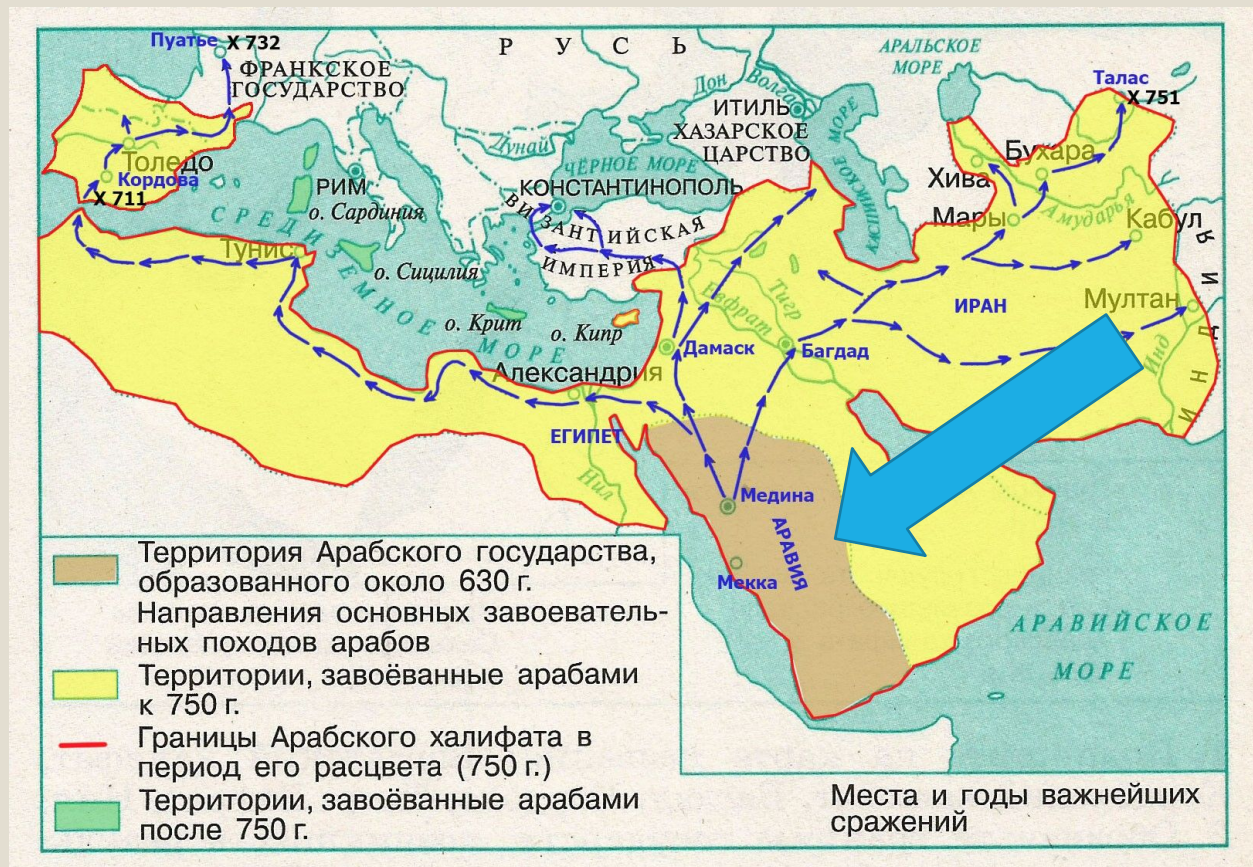 Пуатье X 732
Р У С Ь
АРАЛЬСКОЕ
МОРЕ
ФРАНКСКОЕ
ГОСУДАРСТВО
Дон
Волга
Талас
X 751
ИТИЛЬ
ХАЗАРСКОЕ
ЦАРСТВО
КАСПИЙСКОЕ МОРЕ
Дунай
ЧЁРНОЕ МОРЕ
Толедо
Кордова
X 711
РИМ
о. Сардиния
КОНСТАНТИНОПОЛЬ
ВИЗАНТИЙСКАЯ
ИМПЕРИЯ
Бухара
Хива
Мары
Амударья
Кабул
ИНДИЯ
СРЕДИЗЕМНОЕ
МОРЕ
Тунис
о. Сицилия
о. Крит
о. Кипр
Евфрат
Тигр
ИРАН
Мултан
Инд
Дамаск
Багдад
Александрия
ЕГИПЕТ
Нил
Медина
АРАВИЯ
Мекка
АРАВИЙСКОЕ
МОРЕ
Территория Арабского государства,
образованного около 630 г.
Направления основных завоеватель-
ных походов арабов
Территории, завоёванные арабами
к 750 г.
Границы Арабского халифата в
период его расцвета (750 г.)
Территории, завоёванные арабами
после 750 г.
Места и годы важнейших
сражений